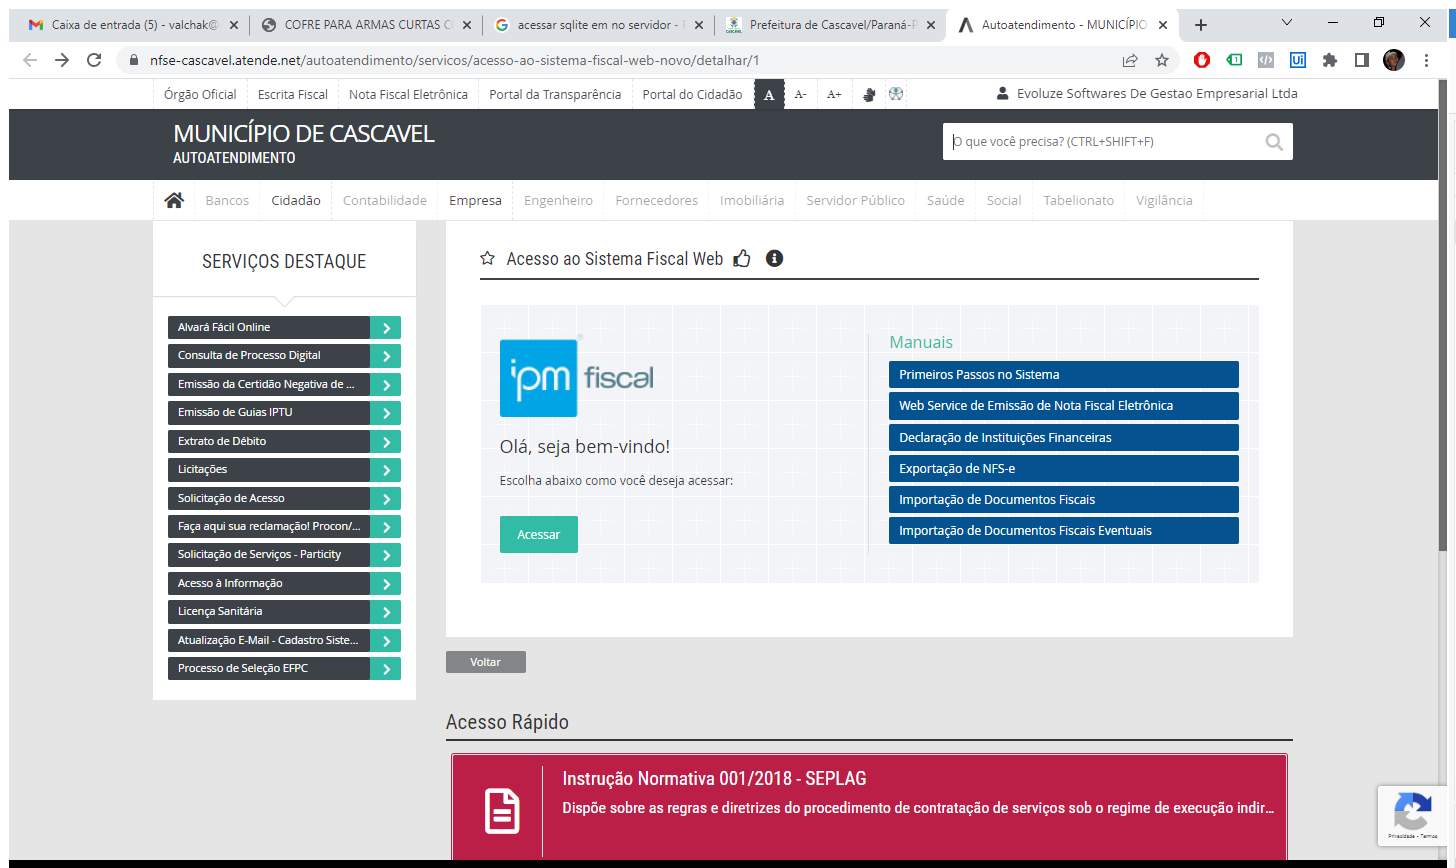 Caixa de entrada (5) - valchak@
COFRE PARA ARMAS CURTAS C
acessar sqlite em no servidor -
Prefeitura de Cascavel/Paraná-P
Autoatendimento - MUNICÍPIO
nfse-cascavel.atende.net/autoatendimento/servicos/acesso-ao-sistema-fiscal-web-novo/detalhar/1
Órgão Oficial Escrita Fiscal Nota Fiscal Eletrônica Portal da Transparência Portal do Cidadão A A- A+ Evoluze Softwares De Gestao Empresarial Ltda
MUNICÍPIO DE CASCAVEL
AUTOATENDIMENTO
O que você precisa? (CTRL+SHIFT+F)
Bancos Cidadão Contabilidade Empresa Engenheiro Fornecedores Imobiliária Servidor Público Saúde Social Tabelionato Vigilância
SERVIÇOS DESTAQUE
Alvará Fácil Online
Consulta de Processo Digital
Emissão da Certidão Negativa de ...
Emissão de Guias IPTU
Extrato de Débito
Licitações
Solicitação de Acesso
Faça aqui sua reclamação! Procon/...
Solicitação de Serviços - Particity
Acesso à Informação
Licença Sanitária
Atualização E-Mail - Cadastro Siste...
Processo de Seleção EFPC
Acesso ao Sistema Fiscal Web
ipm fiscal
Olá, seja bem-vindo!
Escolha abaixo como você deseja acessar:
Acessar
Manuais
Primeiros Passos no Sistema
Web Service de Emissão de Nota Fiscal Eletrônica
Declaração de Instituições Financeiras
Exportação de NFS-e
Importação de Documentos Fiscais
Importação de Documentos Fiscais Eventuais
Voltar
Acesso Rápido
Instrução Normativa 001/2018 - SEPLAG
Dispõe sobre as regras e diretrizes do procedimento de contratação de serviços sob o regime de execução indir...
Privacidade - Termos